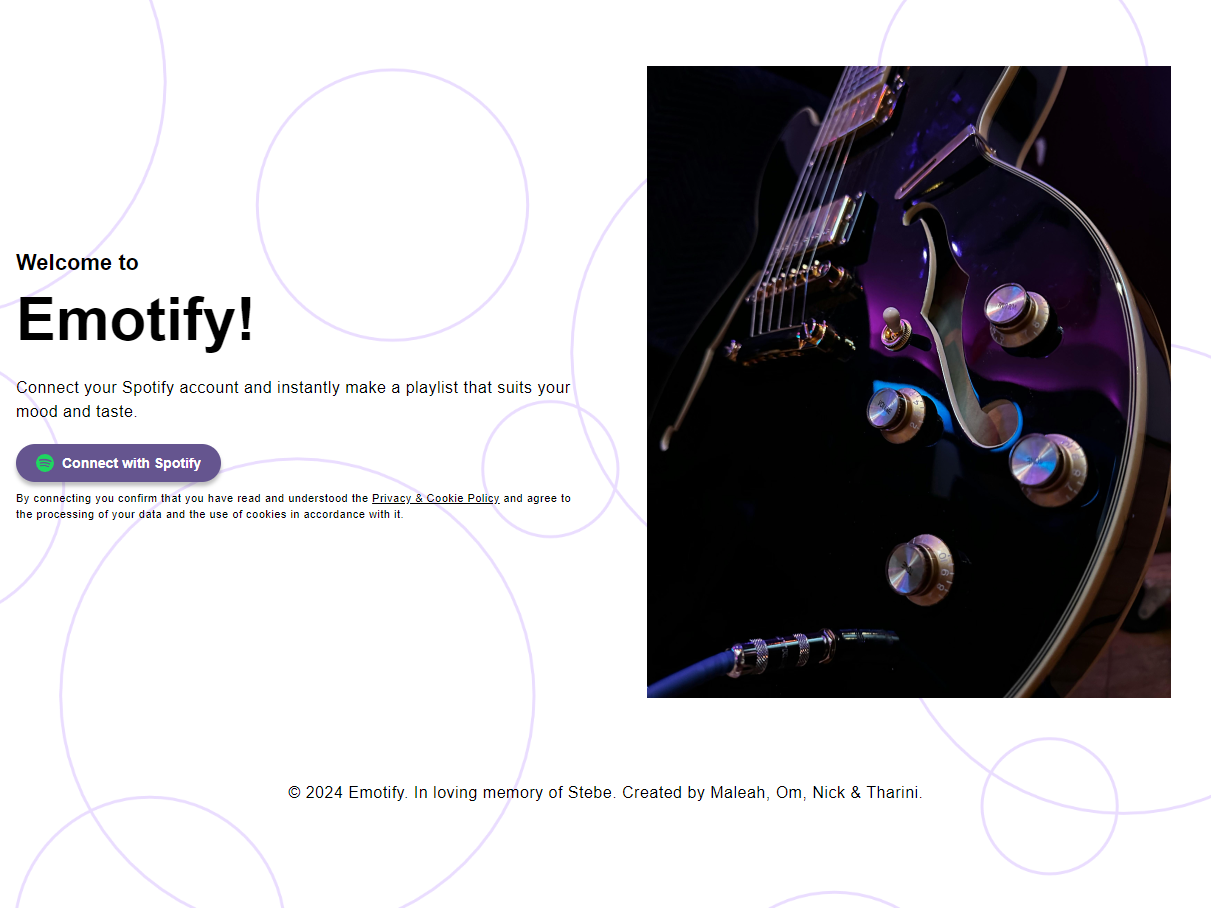 Welcome to
Emotify!
Connect your Spotify account and instantly make a playlist that suits your
mood and taste.
Connect with Spotify
By connecting you confirm that you have read and understood the Privacy & Cookie Policy and agree to
the processing of your data and the use of cookies in accordance with it.
© 2024 Emotify. In loving memory of Stebe. Created by Maleah, Om, Nick & Tharini.